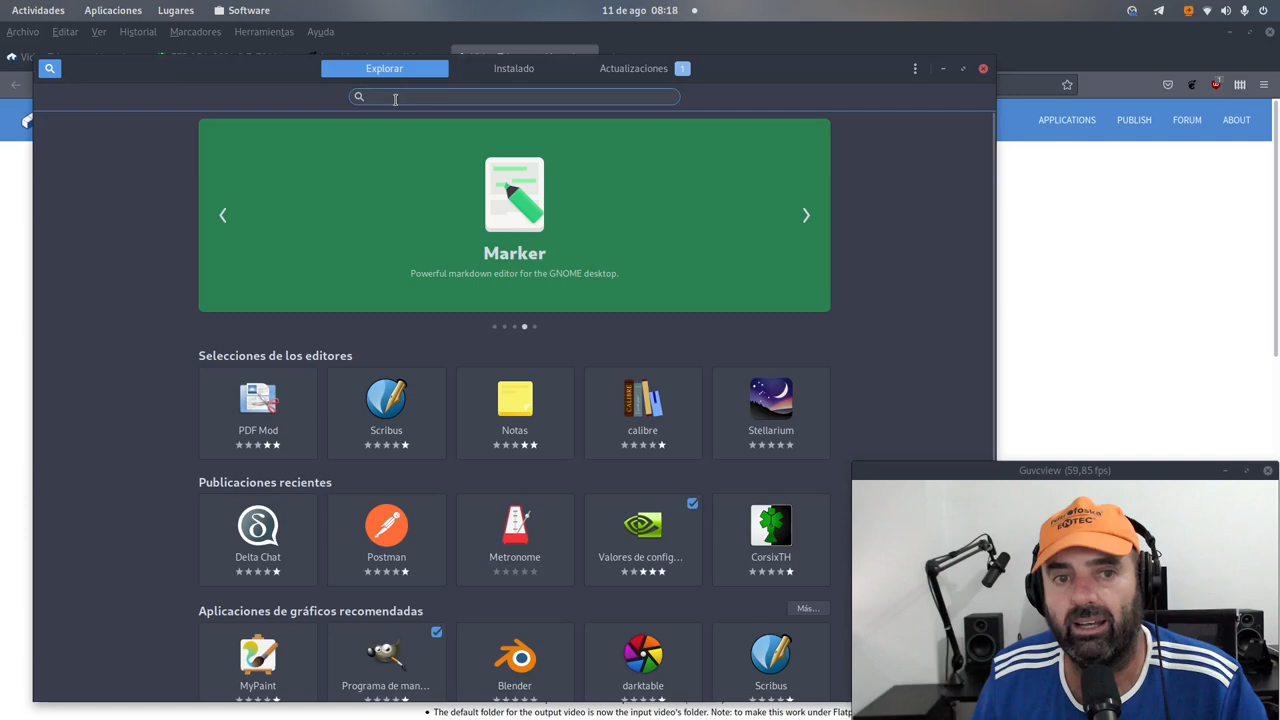 Actividades Aplicaciones Lugares Software 11 de ago 08:18
Archivo Editar Ver Historial Marcadores Herramientas Ayuda
Explorar Instalado Actualizaciones 1
APPLICATIONS PUBLISH FORUM ABOUT
Marker
Powerful markdown editor for the GNOME desktop.
Selecciones de los editores
PDF Mod Scribus Notas calibre Stellarium
Publicaciones recientes
Delta Chat Postman Metronome Valores de config... CorsixTH
Aplicaciones de gráficos recomendadas Más...
MyPaint Programa de man... Blender darktable Scribus
Guvcview (59,85 fps)
ENTEC
CALIBRE
• The default folder for the output video is now the input video's folder. Note: to make this work under Flatp